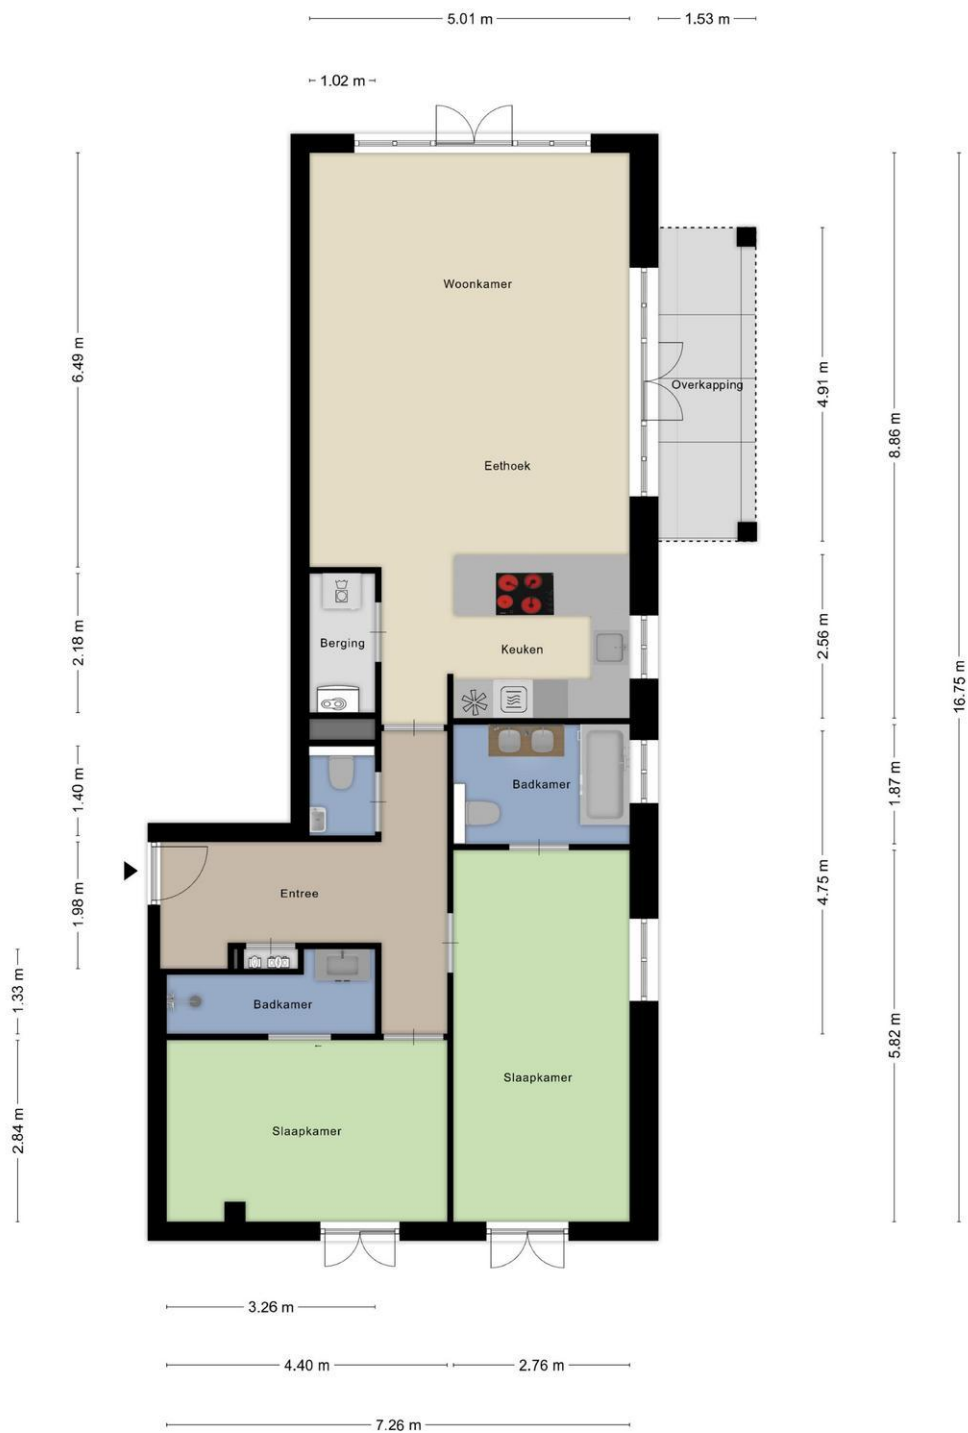 5.01 m
1.53 m
1.02 m
6.49 m
Woonkamer
Overkapping
4.91 m
8.86 m
Eethoek
16.75 m
2.18 m
Berging
Keuken
2.56 m
1.40 m
Badkamer
1.87 m
1.98 m
Entree
4.75 m
1.33 m
Badkamer
5.82 m
Slaapkamer
2.84 m
Slaapkamer
3.26 m
4.40 m
2.76 m
7.26 m